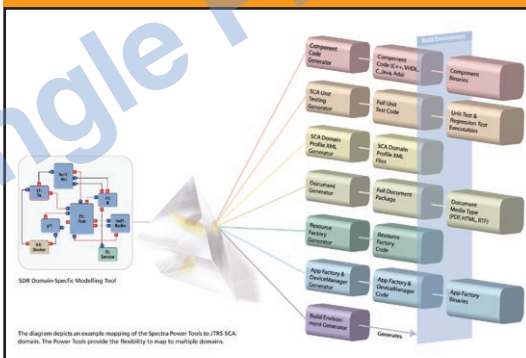 Build Environment
Component
Code
Generator
Component
Code (C++, VHDL,
C, Java, Ada)
Component
Binaries
SCA Unit
Testing
Generator
Full Unit
Test Code
Unit Test &
Regression Test
Executables
SCA Domain
Profile XML
Generator
SCA Domain
Profile XML
Files
Document
Generator
Full Document
Package
Document
Media Type
(PDF, HTML, RTF)
Resource
Factory
Generator
Resource
Factory
Code
App Factory &
DeviceManager
Generator
App Factory &
DeviceManager
Code
App Factory
Binaries
Build Environ-
ment Generator
Generates
SDR Domain-Specfic Modelling Tool
The diagram depicts an example mapping of the Spectra Power Tools to JTRS SCA-
domain. The Power Tools provide the flexibility to map to multiple domains.